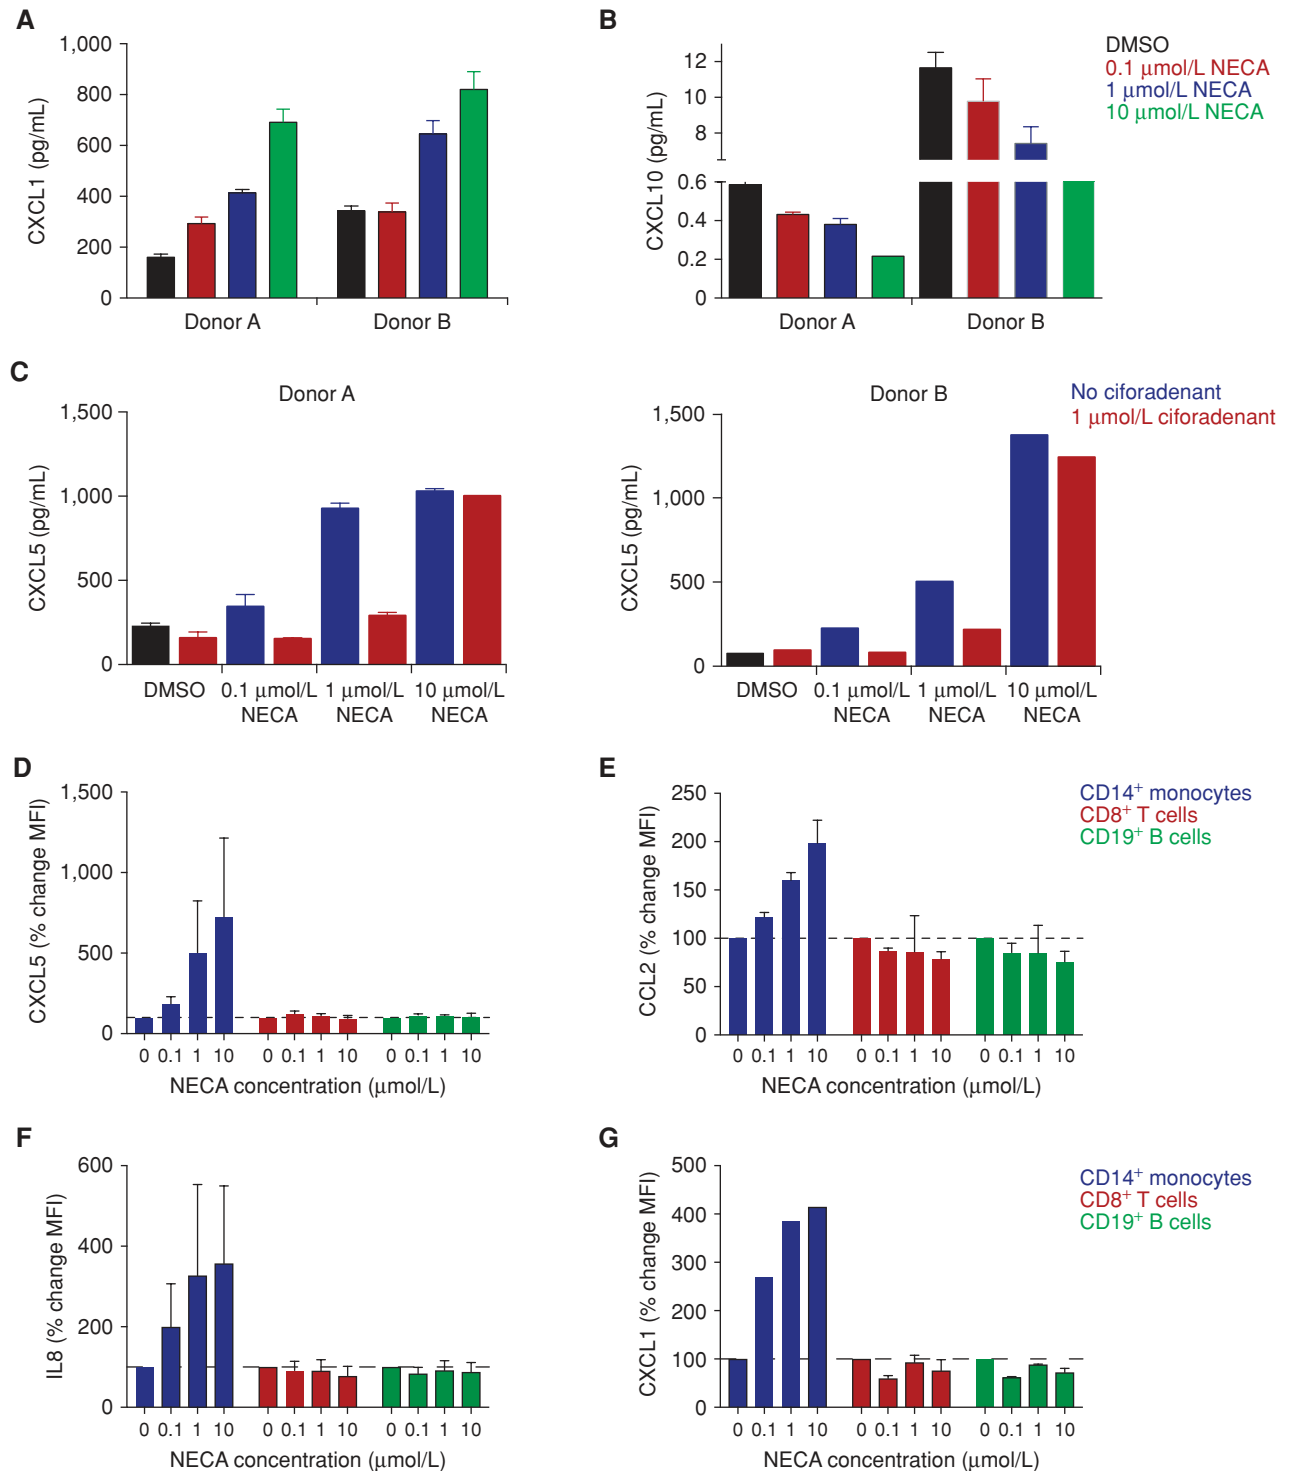 A
CXCL1 (pg/mL)
1,000
800
600
400
200
0
Donor A
Donor B
B
CXCL10 (pg/mL)
12
10
8
0.6
0.4
0.2
0
Donor A
Donor B
DMSO
0.1 μmol/L NECA
1 μmol/L NECA
10 μmol/L NECA
C
Donor A
CXCL5 (pg/mL)
1,500
1,000
500
0
DMSO
0.1 μmol/L
NECA
1 μmol/L
NECA
10 μmol/L
NECA
Donor B
CXCL5 (pg/mL)
1,500
1,000
500
0
DMSO
0.1 μmol/L
NECA
1 μmol/L
NECA
10 μmol/L
NECA
No ciforadenant
1 μmol/L ciforadenant
D
CXCL5 (% change MFI)
1,500
1,000
500
0
0 0.1 1 10 0 0.1 1 10 0 0.1 1 10
NECA concentration (μmol/L)
E
CCL2 (% change MFI)
250
200
150
100
50
0
0 0.1 1 10 0 0.1 1 10 0 0.1 1 10
NECA concentration (μmol/L)
CD14⁺ monocytes
CD8⁺ T cells
CD19⁺ B cells
F
IL8 (% change MFI)
600
400
200
0
0 0.1 1 10 0 0.1 1 10 0 0.1 1 10
NECA concentration (μmol/L)
G
CXCL1 (% change MFI)
500
400
300
200
100
0
0 0.1 1 10 0 0.1 1 10 0 0.1 1 10
NECA concentration (μmol/L)
CD14⁺ monocytes
CD8⁺ T cells
CD19⁺ B cells